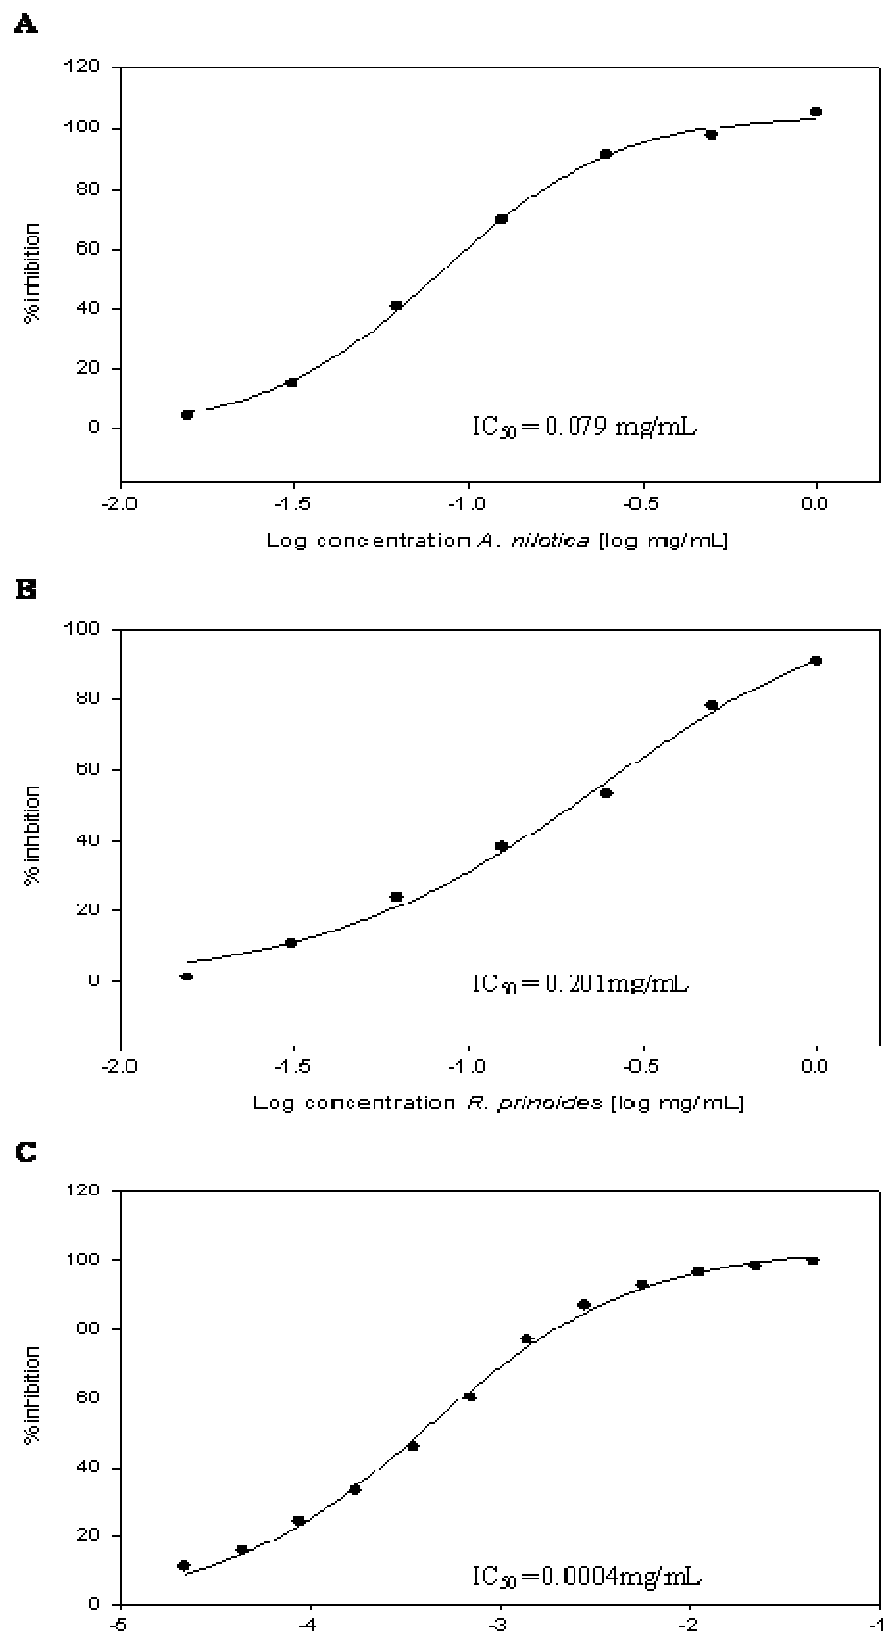 A
120
100
80
60
40
20
0
% inhibition
IC50 = 0.079 mg/mL
-2.0 -1.5 -1.0 -0.5 0.0
Log concentration A. nilotica [log mg/mL]
B
100
80
60
40
20
0
% inhibition
IC50 = 0.201mg/mL
-2.0 -1.5 -1.0 -0.5 0.0
Log concentration R. prinoides [log mg/mL]
C
120
100
80
60
40
20
0
% inhibition
IC50 =0.0004mg/mL
-5 -4 -3 -2 -1